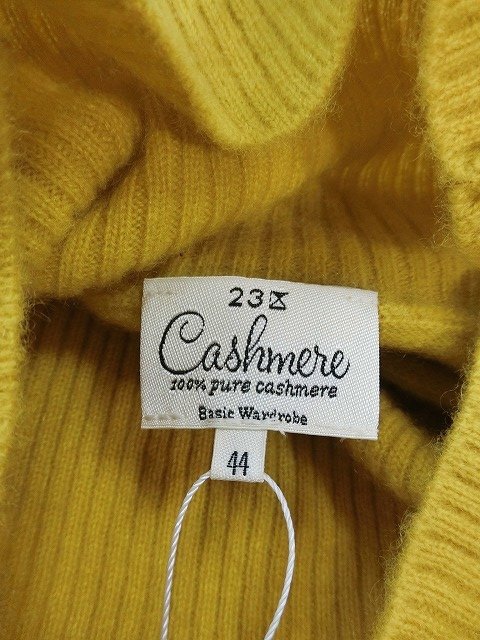 23区
Cashmere
100% pure cashmere
Basic Wardrobe
44